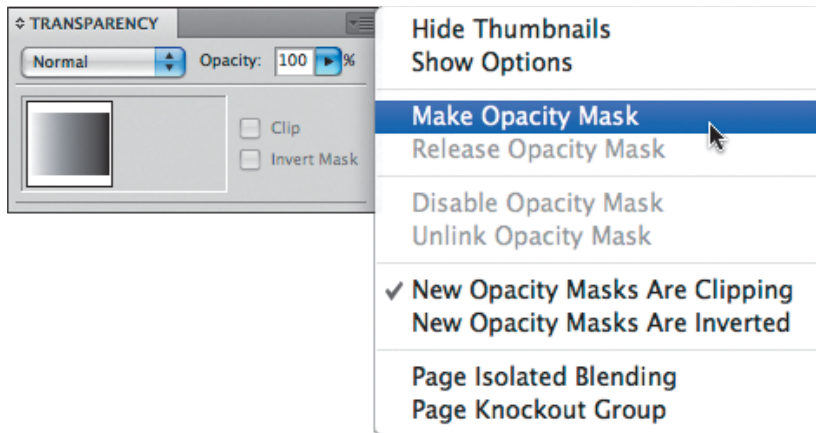 TRANSPARENCY
Normal
Opacity: 100 %
Clip
Invert Mask
Hide Thumbnails
Show Options
Make Opacity Mask
Release Opacity Mask
Disable Opacity Mask
Unlink Opacity Mask
✓ New Opacity Masks Are Clipping
New Opacity Masks Are Inverted
Page Isolated Blending
Page Knockout Group